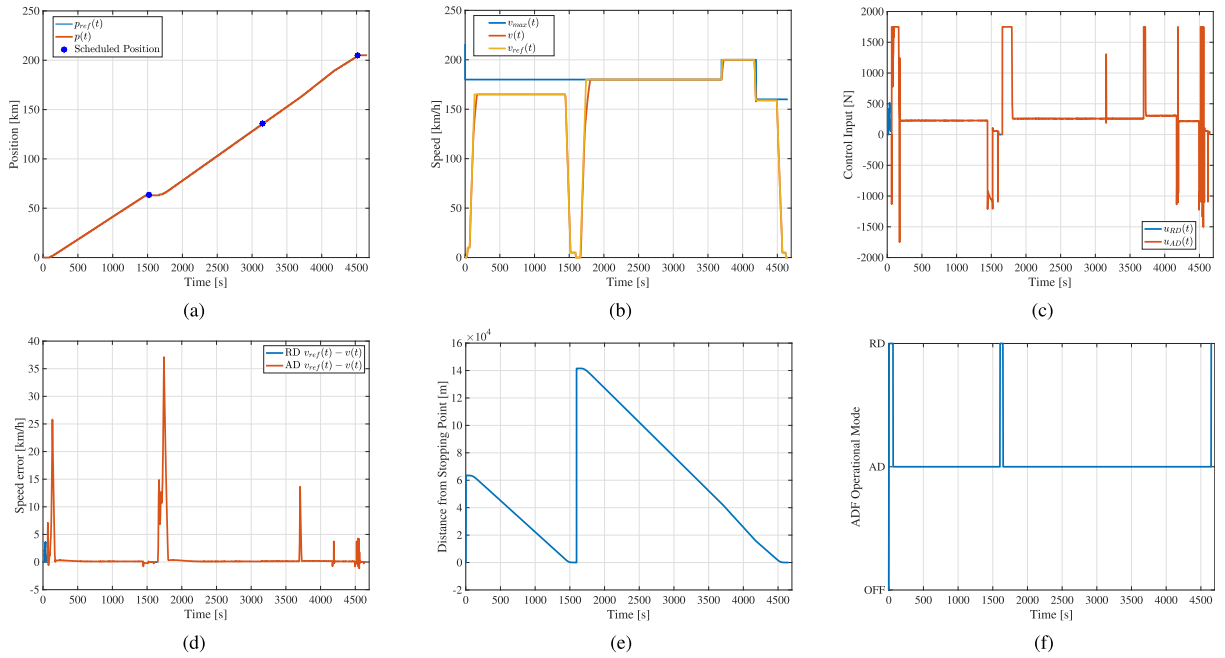 250
200
150
100
50
0
Position [km]
0 500 1000 1500 2000 2500 3000 3500 4000 4500
Time [s]
p_ref(t)
p(t)
Scheduled Position
(a)
250
200
150
100
50
0
Speed [km/h]
0 500 1000 1500 2000 2500 3000 3500 4000 4500
Time [s]
v_max(t)
v(t)
v_ref(t)
(b)
2000
1500
1000
500
0
-500
-1000
-1500
-2000
Control Input [N]
0 500 1000 1500 2000 2500 3000 3500 4000 4500
Time [s]
u_RD(t)
u_AD(t)
(c)
40
35
30
25
20
15
10
5
0
-5
Speed error [km/h]
0 500 1000 1500 2000 2500 3000 3500 4000 4500
Time [s]
RD v_ref(t) − v(t)
AD v_ref(t) − v(t)
(d)
×10⁴
16
14
12
10
8
6
4
2
0
-2
Distance from Stopping Point [m]
0 500 1000 1500 2000 2500 3000 3500 4000 4500
Time [s]
(e)
RD
AD
OFF
ADF Operational Mode
0 500 1000 1500 2000 2500 3000 3500 4000 4500
Time [s]
(f)